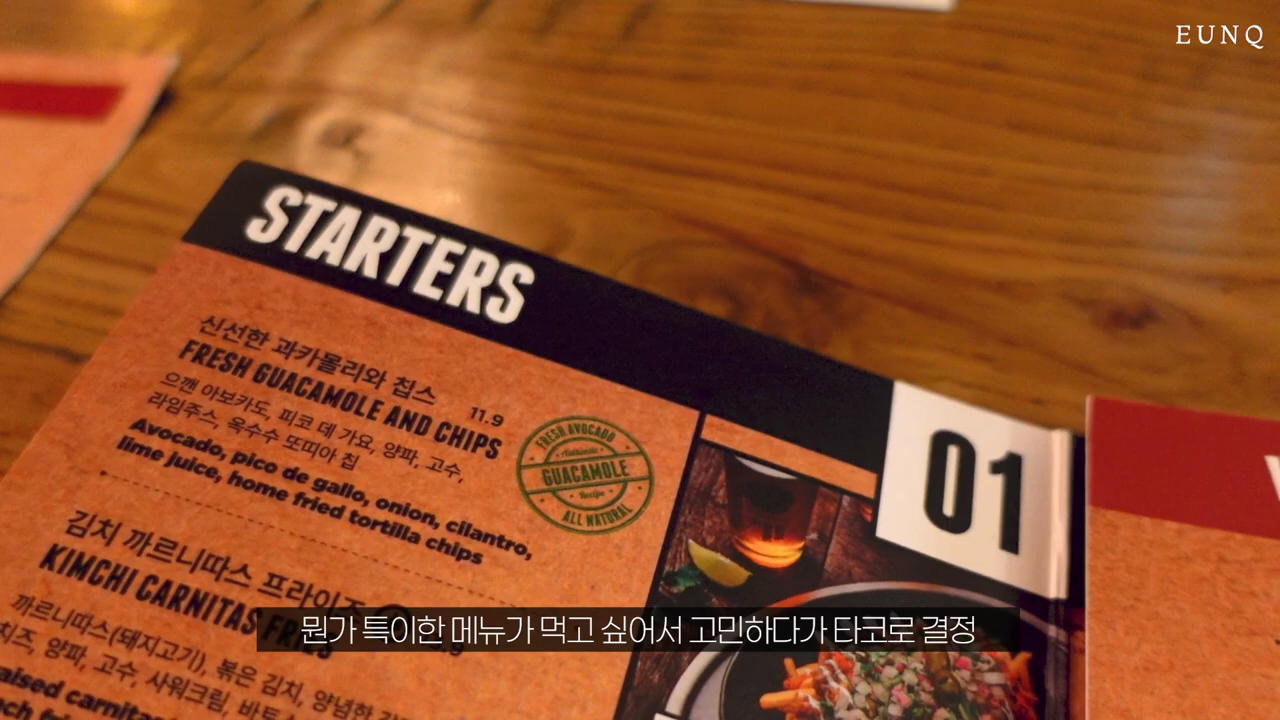 EUNQ
STARTERS
신선한 과카몰리와 칩스
FRESH GUACAMOLE AND CHIPS 11.9
으깬 아보카도, 피코 데 가요, 양파, 고수,
라임주스, 옥수수 또띠아 칩
Avocado, pico de gallo, onion, cilantro,
lime juice, home fried tortilla chips
FRESH AVOCADO
Authentic
GUACAMOLE
Recipe
ALL NATURAL
01
김치 까르니따스 프라이즈
KIMCHI CARNITAS FRIES
까르니따스(돼지고기), 볶은 김치, 양념한
치즈, 양파, 고수, 사워크림,
carnitas
뭔가 특이한 메뉴가 먹고 싶어서 고민하다가 타코로 결정